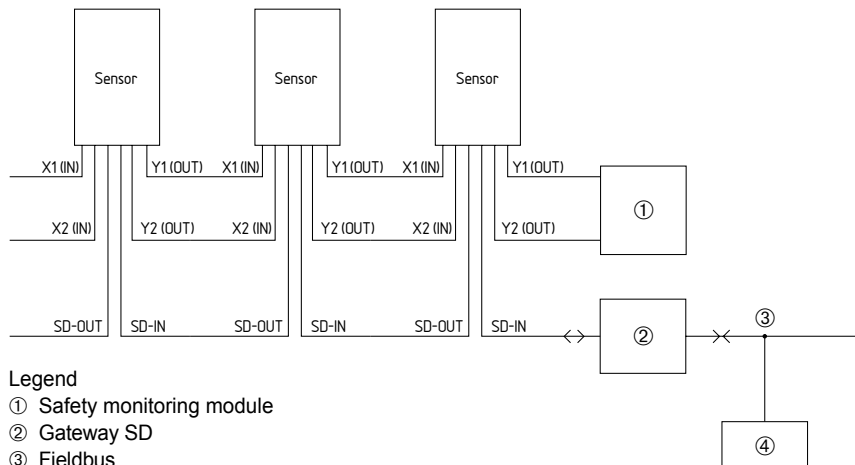 Sensor Sensor Sensor
X1 (IN) Y1 (OUT) X1 (IN) Y1 (OUT) X1 (IN) Y1 (OUT)
①
X2 (IN) Y2 (OUT) X2 (IN) Y2 (OUT) X2 (IN) Y2 (OUT)
③
SD-OUT SD-IN SD-OUT SD-IN SD-OUT SD-IN
②
Legend
① Safety monitoring module
② Gateway SD
③ Fieldbus
④